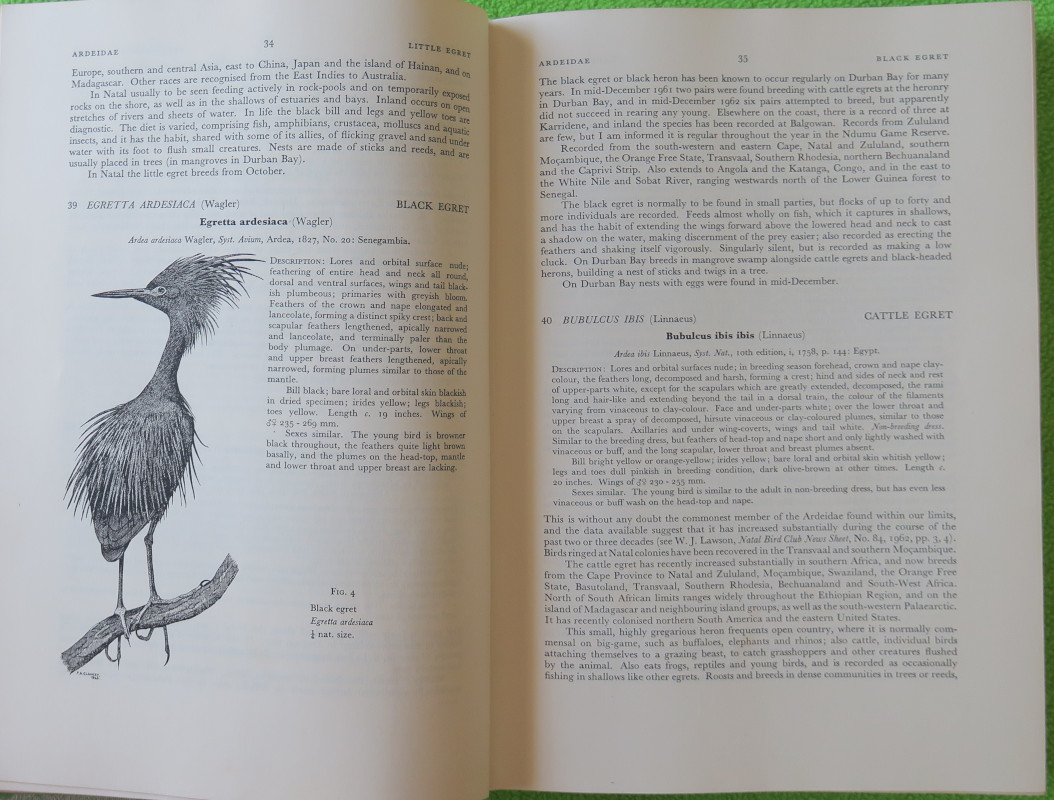 ARDEIDAE 34 LITTLE EGRET
Europe, southern and central Asia, east to China, Japan and the island of Hainan, and on
Madagascar. Other races are recognised from the East Indies to Australia.
In Natal usually to be seen feeding actively in rock-pools and on temporarily exposed
rocks on the shore, as well as in the shallows of estuaries and bays. Inland occurs on open
stretches of rivers and sheets of water. In life the black bill and legs and yellow toes are
diagnostic. The diet is varied, comprising fish, amphibians, crustacea, molluscs and aquatic
insects, and it has the habit, shared with some of its allies, of flicking gravel and sand under
water with its foot to flush small creatures. Nests are made of sticks and reeds, and are
usually placed in trees (in mangroves in Durban Bay).
In Natal the little egret breeds from October.
39 EGRETTA ARDESIACA (Wagler) BLACK EGRET
Egretta ardesiaca (Wagler)
Ardea ardesiaca Wagler, Syst. Avium, Ardea, 1827, No. 20: Senegambia.
DESCRIPTION: Lores and orbital surface nude;
feathering of entire head and neck all round,
dorsal and ventral surfaces, wings and tail black-
ish plumbeous; primaries with greyish bloom.
Feathers of the crown and nape elongated and
lanceolate, forming a distinct spiky crest; back and
scapular feathers lengthened, apically narrowed
and lanceolate, and terminally paler than the
body plumage. On under-parts, lower throat
and upper breast feathers lengthened, apically
narrowed, forming plumes similar to those of the
mantle.
Bill black; bare loral and orbital skin blackish
in dried specimen; irides yellow; legs blackish;
toes yellow. Length c. 19 inches. Wings of
♂♀ 235 - 269 mm.
Sexes similar. The young bird is browner
black throughout, the feathers quite light brown
basally, and the plumes on the head-top, mantle
and lower throat and upper breast are lacking.
FIG. 4
Black egret
Egretta ardesiaca
nat. size.
ARDEIDAE 35 BLACK EGRET
The black egret or black heron has been known to occur regularly on Durban Bay for many
years. In mid-December 1961 two pairs were found breeding with cattle egrets at the heronry
in Durban Bay, and in mid-December 1962 six pairs attempted to breed, but apparently
did not succeed in rearing any young. Elsewhere on the coast, there is a record of three at
Karridene, and inland the species has been recorded at Balgowan. Records from Zululand
are few, but I am informed it is regular throughout the year in the Ndumu Game Reserve.
Recorded from the south-western and eastern Cape, Natal and Zululand, southern
Moçambique, the Orange Free State, Transvaal, Southern Rhodesia, northern Bechuanaland
and the Caprivi Strip. Also extends to Angola and the Katanga, Congo, and in the east to
the White Nile and Sobat River, ranging westwards north of the Lower Guinea forest to
Senegal.
The black egret is normally to be found in small parties, but flocks of up to forty and
more individuals are recorded. Feeds almost wholly on fish, which it captures in shallows,
and has the habit of extending the wings forward above the lowered head and neck to cast
a shadow on the water, making discernment of the prey easier; also recorded as erecting the
feathers and shaking itself vigorously. Singularly silent, but is recorded as making a low
cluck. On Durban Bay breeds in mangrove swamp alongside cattle egrets and black-headed
herons, building a nest of sticks and twigs in a tree.
On Durban Bay nests with eggs were found in mid-December.
40 BUBULCUS IBIS (Linnaeus) CATTLE EGRET
Bubulcus ibis ibis (Linnaeus)
Ardea ibis Linnaeus, Syst. Nat., 10th edition, i, 1758, p. 144: Egypt.
DESCRIPTION: Lores and orbital surfaces nude; in breeding season forehead, crown and nape clay-
colour, the feathers long, decomposed and harsh, forming a crest; hind and sides of neck and rest
of upper-parts white, except for the scapulars which are greatly extended, decomposed, the rami
long and hair-like and extending beyond the tail in a dorsal train, the colour of the filaments
varying from vinaceous to clay-colour. Face and under-parts white; over the lower throat and
upper breast a spray of decomposed, hirsute vinaceous or clay-coloured plumes, similar to those
on the scapulars. Axillaries and under wing-coverts, wings and tail white. Non-breeding dress.
Similar to the breeding dress, but feathers of head-top and nape short and only lightly washed with
vinaceous or buff, and the long scapular, lower throat and breast plumes absent.
Bill bright yellow or orange-yellow; irides yellow; bare loral and orbital skin whitish yellow;
legs and toes dull pinkish in breeding condition, dark olive-brown at other times. Length c.
20 inches. Wings of ♂♀ 230 - 255 mm.
Sexes similar. The young bird is similar to the adult in non-breeding dress, but has even less
vinaceous or buff wash on the head-top and nape.
This is without any doubt the commonest member of the Ardeidae found within our limits,
and the data available suggest that it has increased substantially during the course of the
past two or three decades (see W. J. Lawson, Natal Bird Club News Sheet, No. 84, 1962, pp. 3, 4).
Birds ringed at Natal colonies have been recovered in the Transvaal and southern Moçambique.
The cattle egret has recently increased substantially in southern Africa, and now breeds
from the Cape Province to Natal and Zululand, Moçambique, Swaziland, the Orange Free
State, Basutoland, Transvaal, Southern Rhodesia, Bechuanaland and South-West Africa.
North of South African limits ranges widely throughout the Ethiopian Region, and on the
island of Madagascar and neighbouring island groups, as well as the south-western Palaearctic.
It has recently colonised northern South America and the eastern United States.
This small, highly gregarious heron frequents open country, where it is normally com-
mensal on big-game, such as buffaloes, elephants and rhinos; also cattle, individual birds
attaching themselves to a grazing beast, to catch grasshoppers and other creatures flushed
by the animal. Also eats frogs, reptiles and young birds, and is recorded as occasionally
fishing in shallows like other egrets. Roosts and breeds in dense communities in trees or reeds,